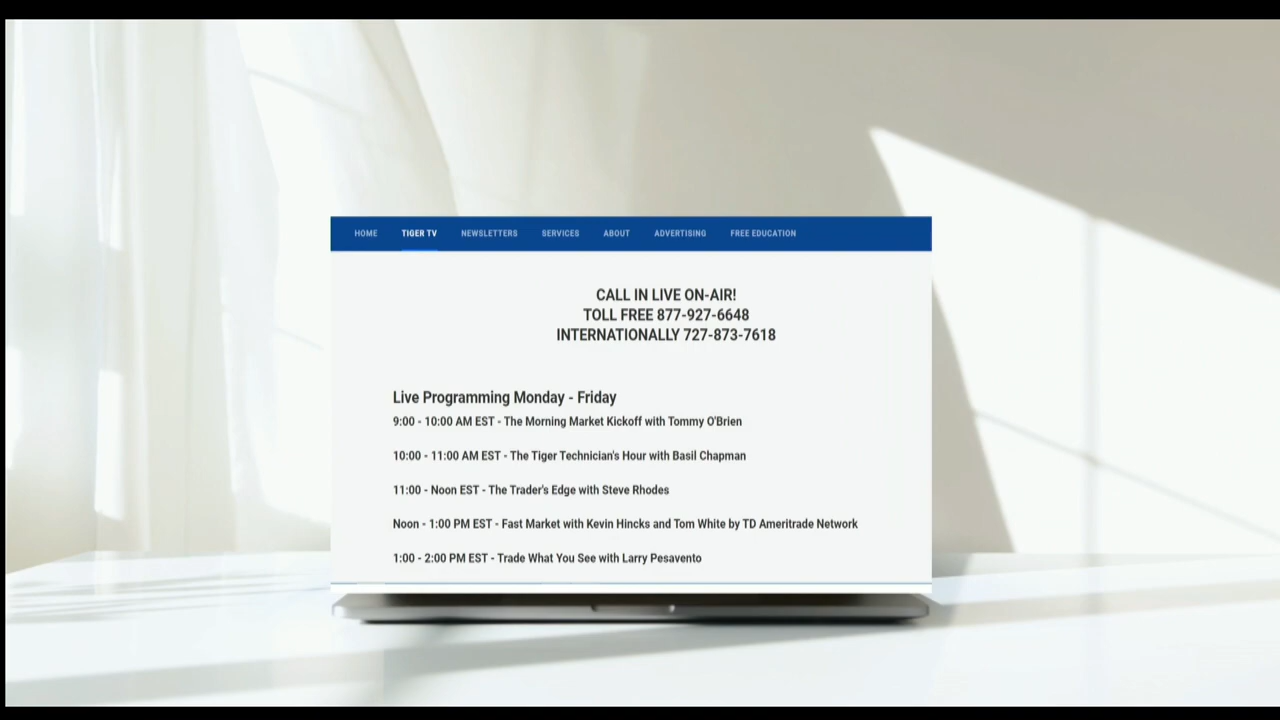 HOME TIGER TV NEWSLETTERS SERVICES ABOUT ADVERTISING FREE EDUCATION
CALL IN LIVE ON-AIR!
TOLL FREE 877-927-6648
INTERNATIONALLY 727-873-7618
Live Programming Monday - Friday
9:00 - 10:00 AM EST - The Morning Market Kickoff with Tommy O'Brien
10:00 - 11:00 AM EST - The Tiger Technician's Hour with Basil Chapman
11:00 - Noon EST - The Trader's Edge with Steve Rhodes
Noon - 1:00 PM EST - Fast Market with Kevin Hincks and Tom White by TD Ameritrade Network
1:00 - 2:00 PM EST - Trade What You See with Larry Pesavento